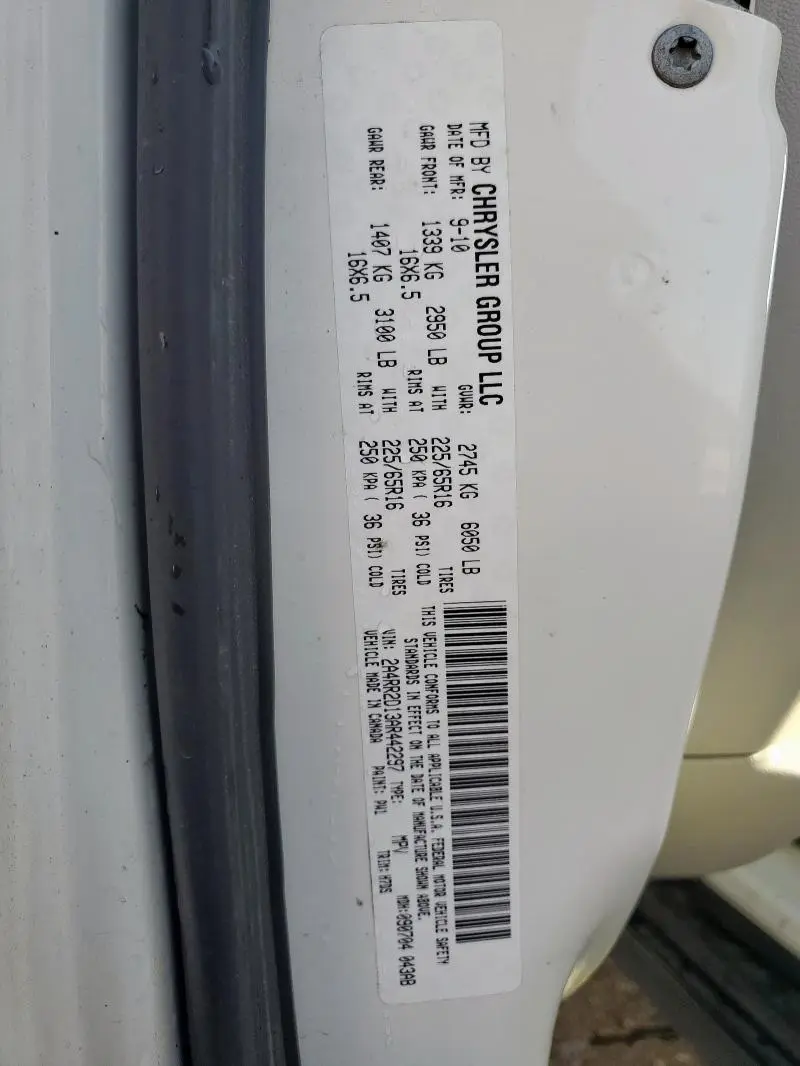 MFD BY CHRYSLER GROUP LLC
DATE OF MFR: 9-10 GVWR: 2745 KG 6050 LB
GAWR FRONT: 1339 KG 2950 LB WITH 225/65R16 TIRES
16X6.5 RIMS AT 250 KPA ( 36 PSI) COLD
GAWR REAR: 1407 KG 3100 LB WITH 225/65R16 TIRES
16X6.5 RIMS AT 250 KPA ( 36 PSI) COLD
THIS VEHICLE CONFORMS TO ALL APPLICABLE U.S.A. FEDERAL MOTOR VEHICLE SAFETY
STANDARDS IN EFFECT ON THE DATE OF MANUFACTURE SHOWN ABOVE.
VIN: 2A4RR2D13AR442297 TYPE: MPV MDH:090704 043AB
VEHICLE MADE IN CANADA PAINT: PW1 TRIM: H7DS